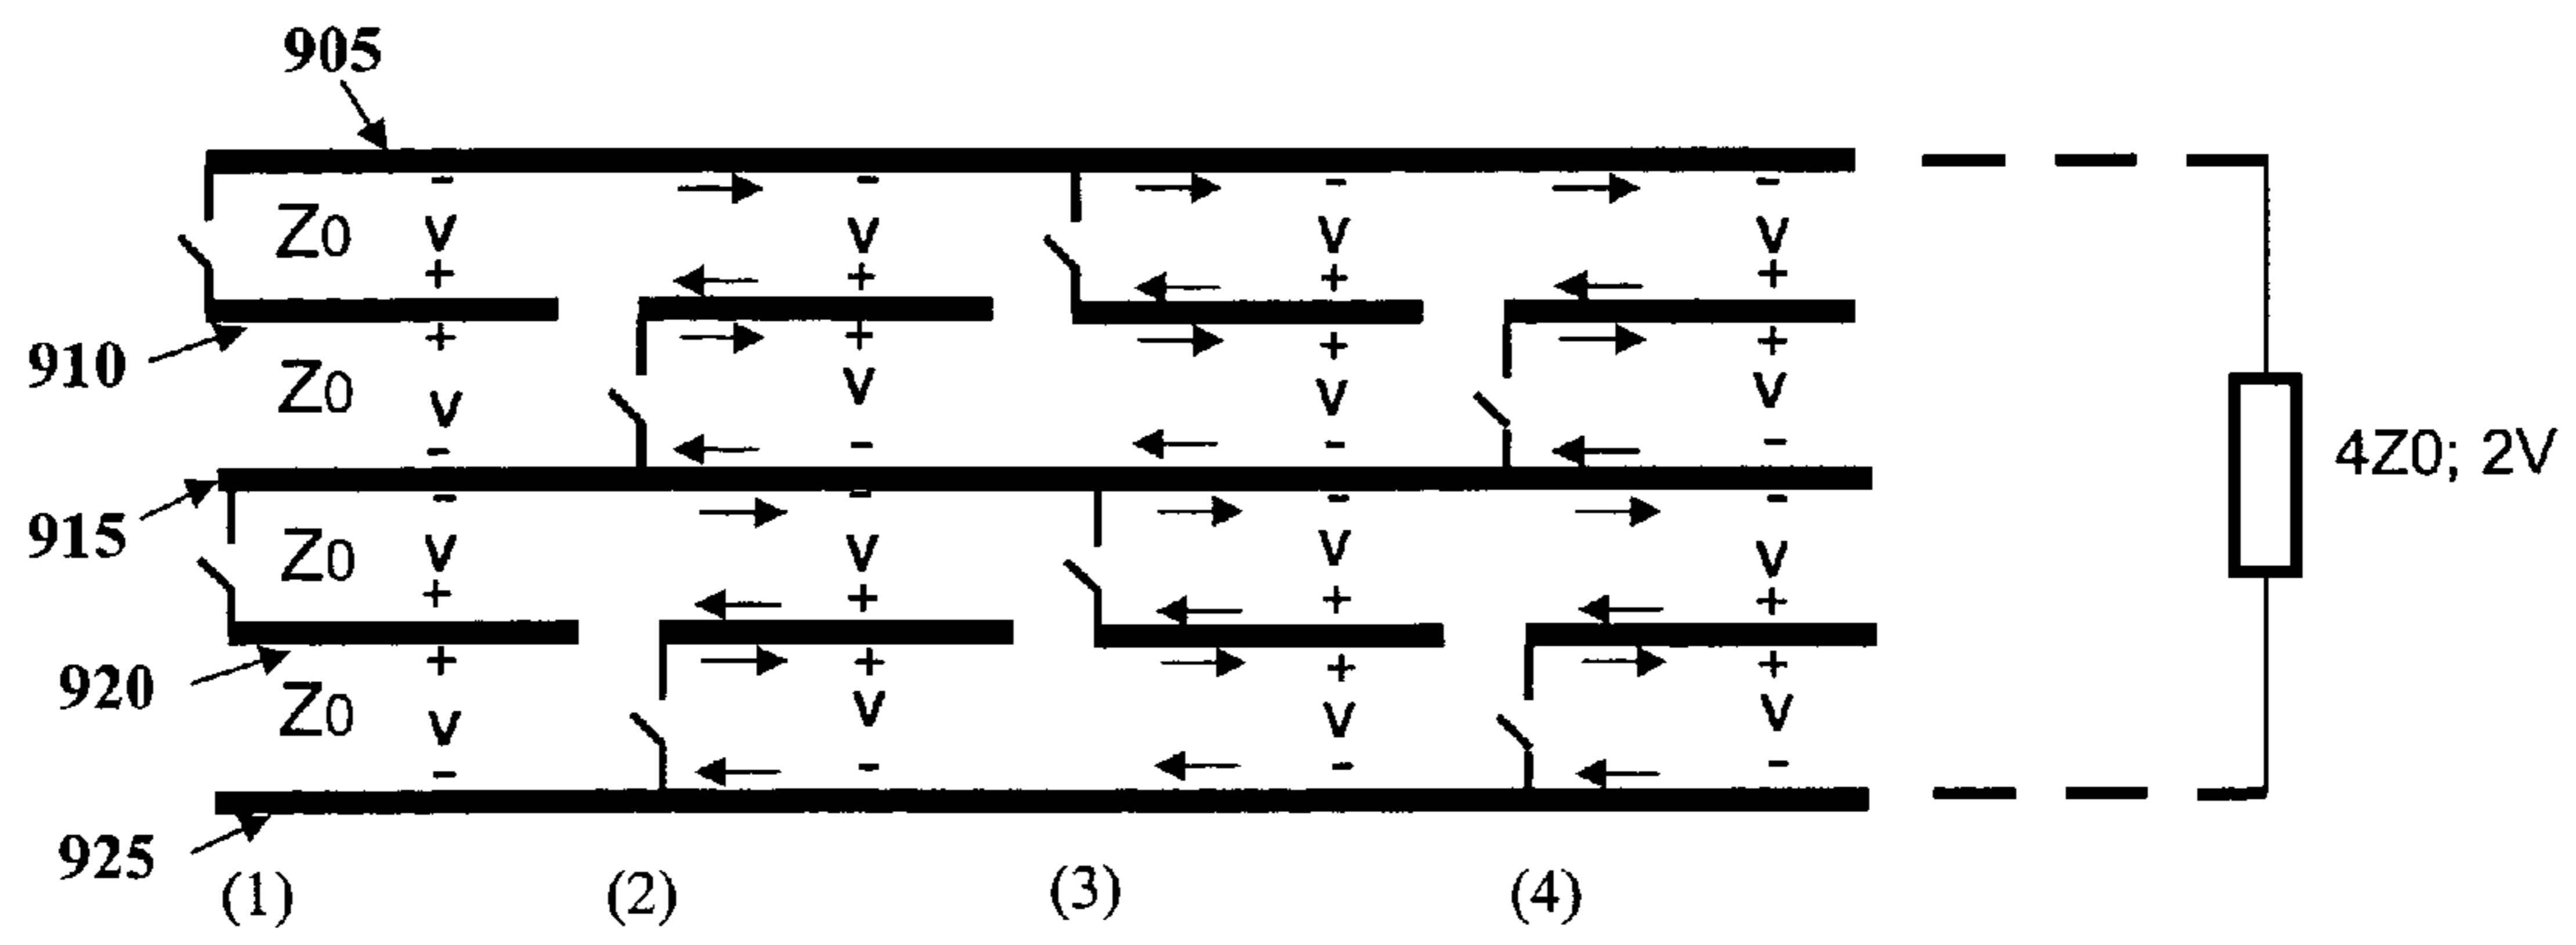 905
- - - -
Z0 V V V V
+ + + +
910
+ + + +
Z0 V V V V
- - - -
4Z0; 2V
915
- - - -
Z0 V V V V
+ + + +
920
+ + + +
Z0 V V V V
- - - -
925
(1) (2) (3) (4)